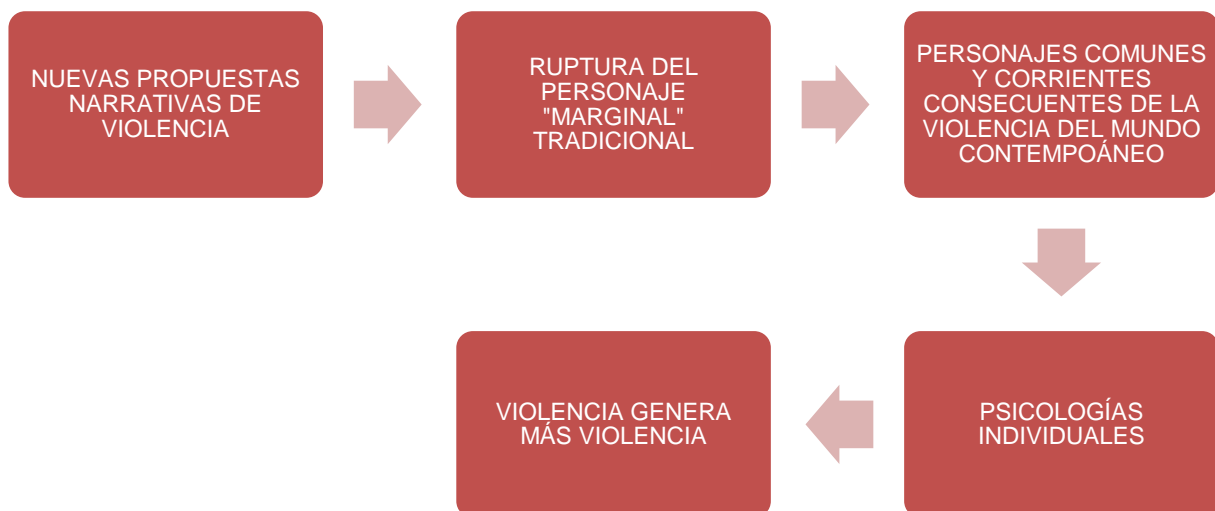 NUEVAS PROPUESTAS
NARRATIVAS DE
VIOLENCIA
RUPTURA DEL
PERSONAJE
"MARGINAL"
TRADICIONAL
PERSONAJES COMUNES
Y CORRIENTES
CONSECUENTES DE LA
VIOLENCIA DEL MUNDO
CONTEMPOÁNEO
PSICOLOGÍAS
INDIVIDUALES
VIOLENCIA GENERA
MÁS VIOLENCIA